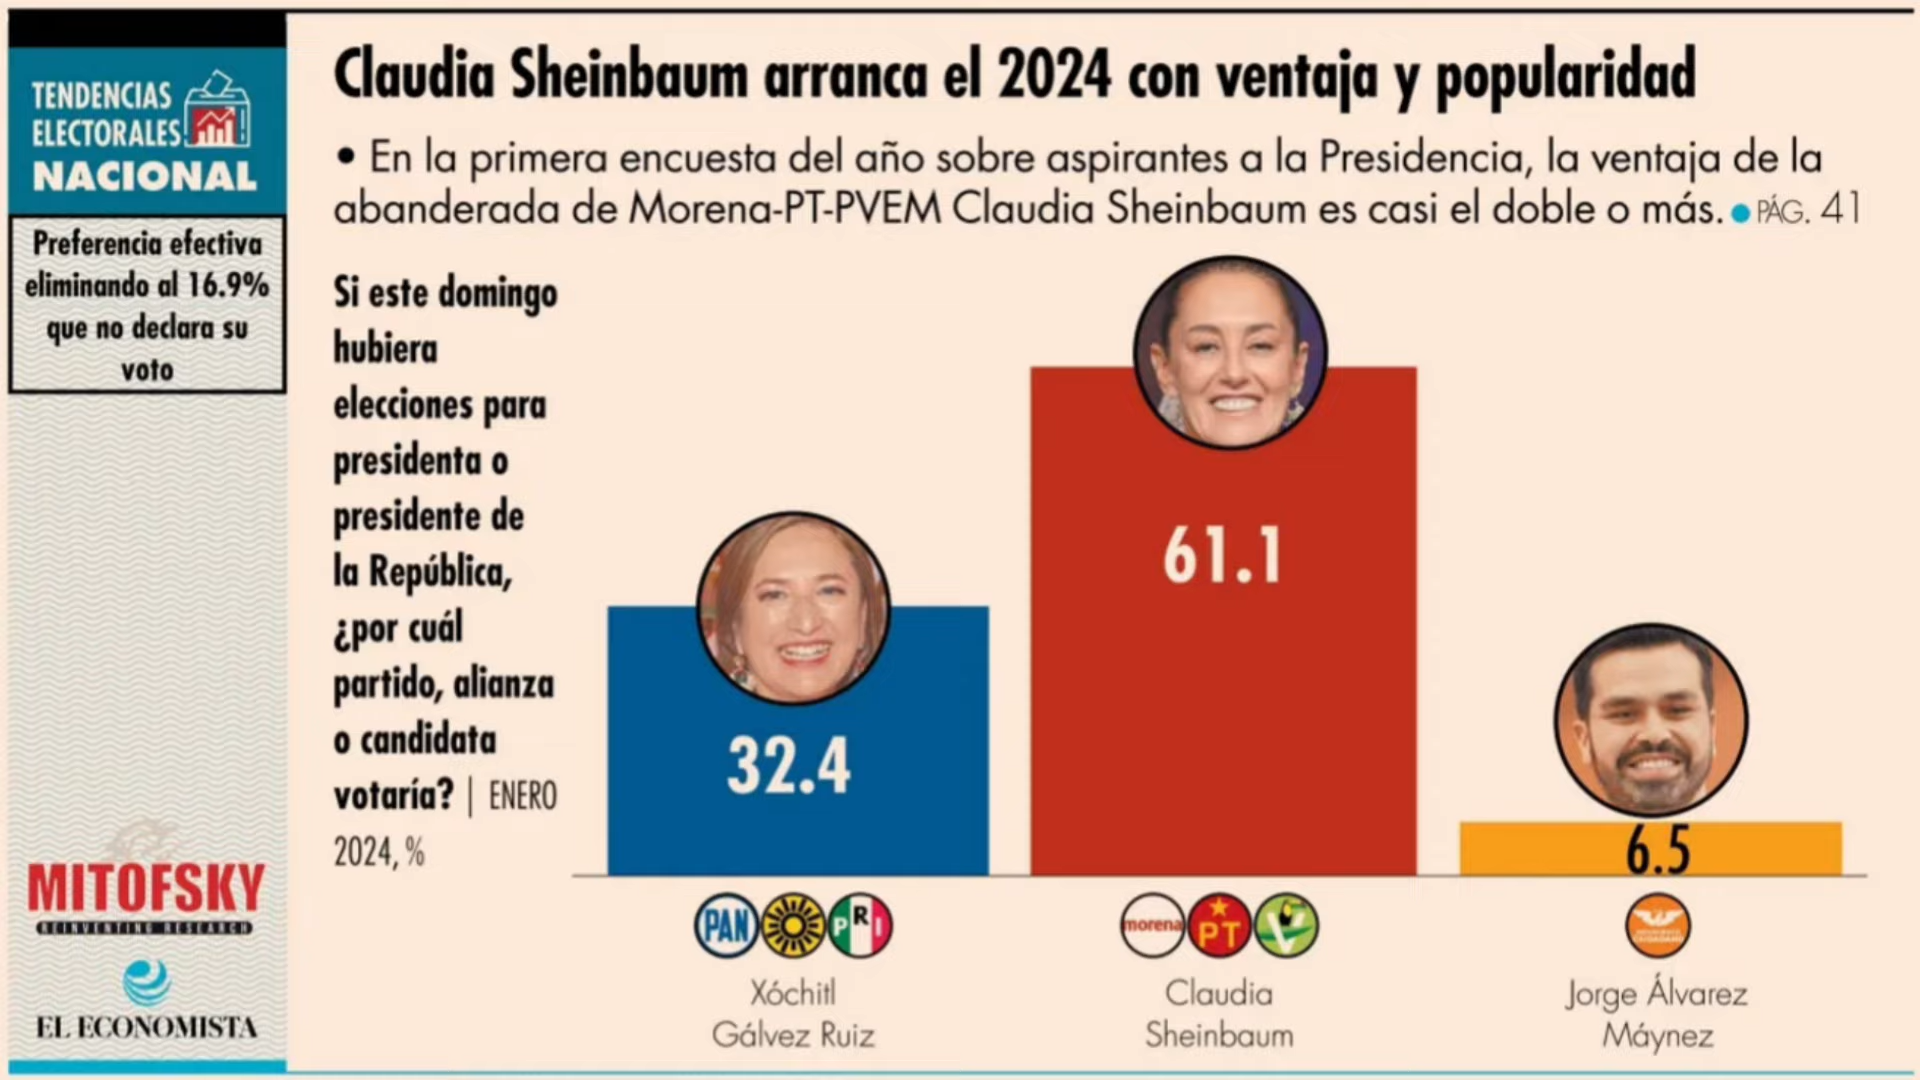 TENDENCIAS
ELECTORALES
NACIONAL
Preferencia efectiva
eliminando al 16.9%
que no declara su
voto
MITOFSKY
REINVENTING RESEARCH
EL ECONOMISTA
Claudia Sheinbaum arranca el 2024 con ventaja y popularidad
• En la primera encuesta del año sobre aspirantes a la Presidencia, la ventaja de la
abanderada de Morena-PT-PVEM Claudia Sheinbaum es casi el doble o más. ● PÁG. 41
Si este domingo
hubiera
elecciones para
presidenta o
presidente de
la República,
¿por cuál
partido, alianza
o candidata
votaría? | ENERO
2024, %
32.4
61.1
6.5
PAN
PRI
morena
PT
V
Xóchitl
Gálvez Ruiz
Claudia
Sheinbaum
Jorge Álvarez
Máynez